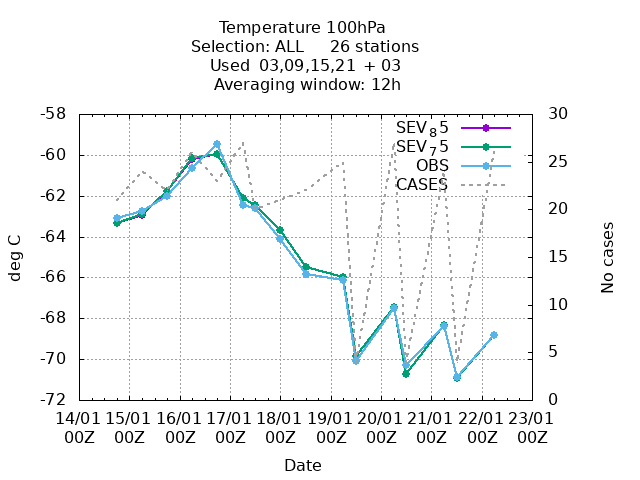 Temperature 100hPa
Selection: ALL 26 stations
Used 03,09,15,21 + 03
Averaging window: 12h
-58
-60
-62
-64
-66
-68
-70
-72
deg C
30
25
20
15
10
5
0
No cases
SEV₈5
SEV₇5
OBS
CASES
14/01 15/01 16/01 17/01 18/01 19/01 20/01 21/01 22/01 23/01
00Z 00Z 00Z 00Z 00Z 00Z 00Z 00Z 00Z 00Z
Date